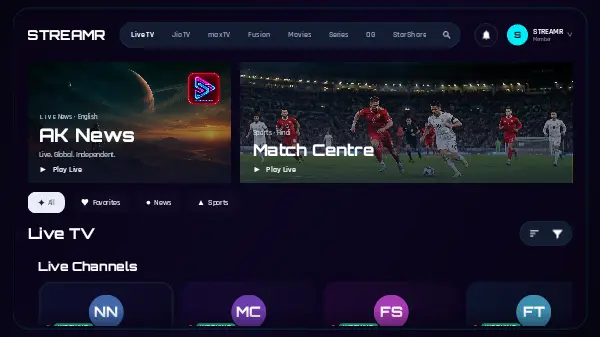 STREAMR
LiveTV JioTV maxTV Fusion Movies Series OG StarShare
S STREAMR
Member
LIVE News · English
AK News
Live. Global. Independent.
Play Live
Sports · Hindi
Match Centre
Play Live
All Favorites News Sports
Live TV
Live Channels
NN MC FS FT